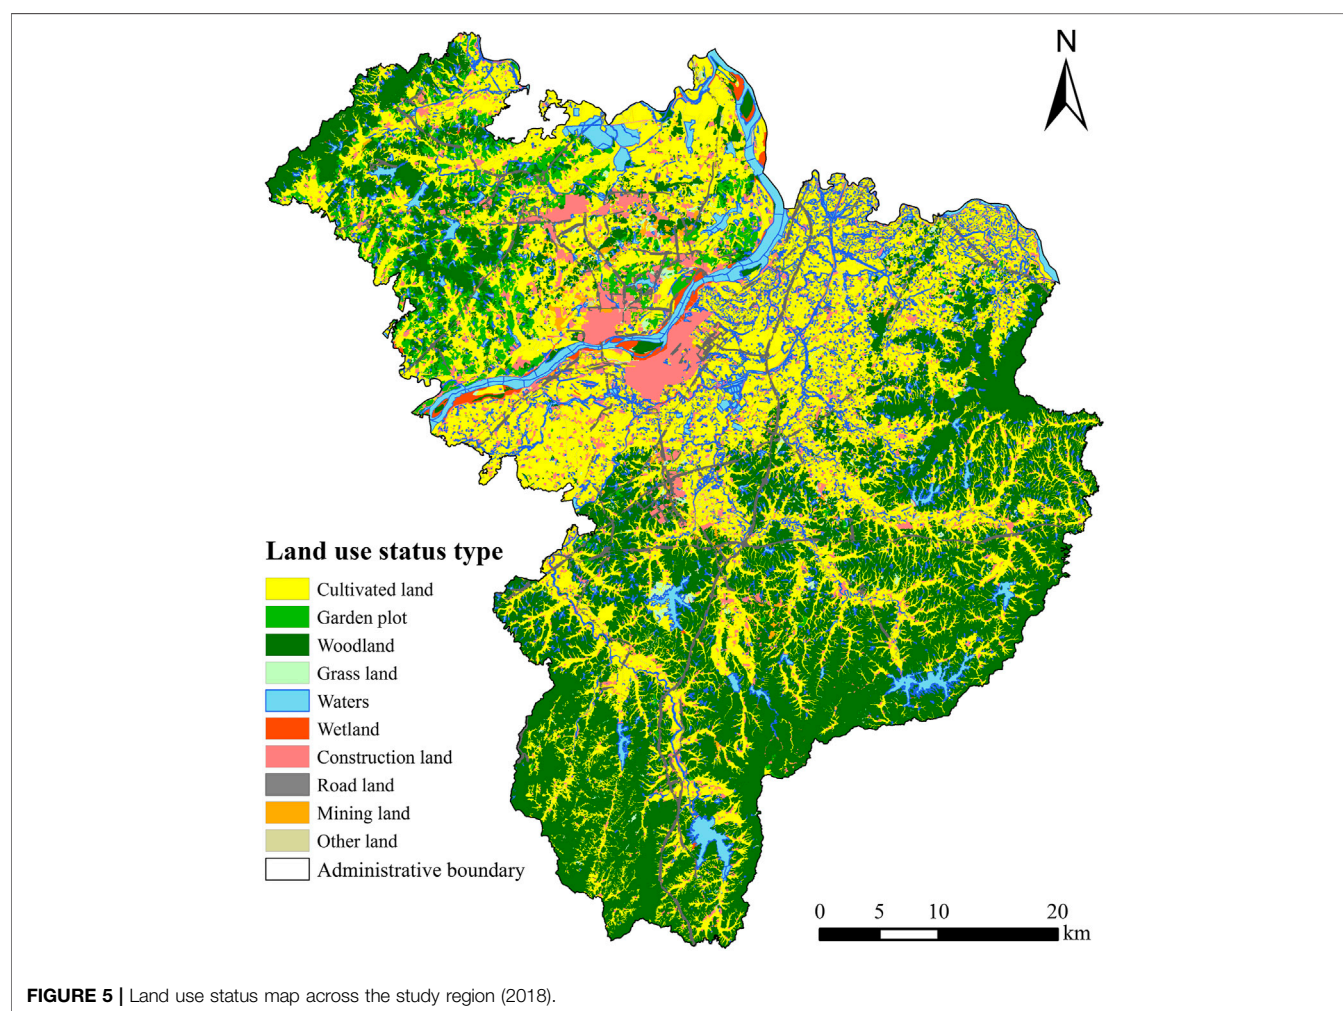 N
Land use status type
Cultivated land
Garden plot
Woodland
Grass land
Waters
Wetland
Construction land
Road land
Mining land
Other land
Administrative boundary
0 5 10 20
km
FIGURE 5 | Land use status map across the study region (2018).